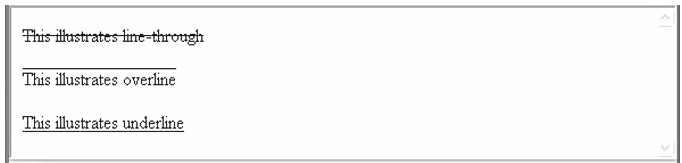 This illustrates line-through
This illustrates overline
This illustrates underline